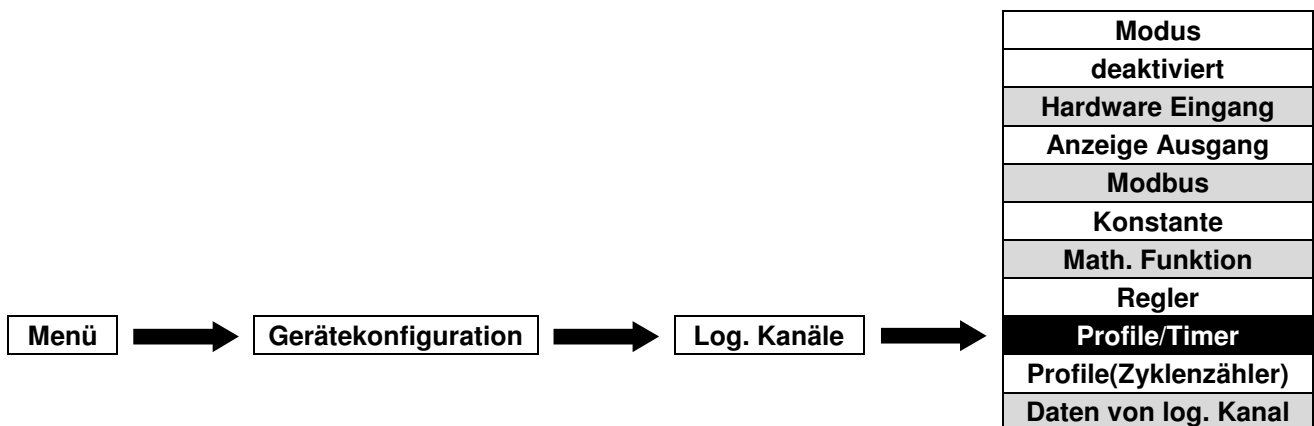 Modus
deaktiviert
Hardware Eingang
Anzeige Ausgang
Modbus
Konstante
Math. Funktion
Regler
Menü
Gerätekonfiguration
Log. Kanäle
Profile/Timer
Profile(Zyklenzähler)
Daten von log. Kanal